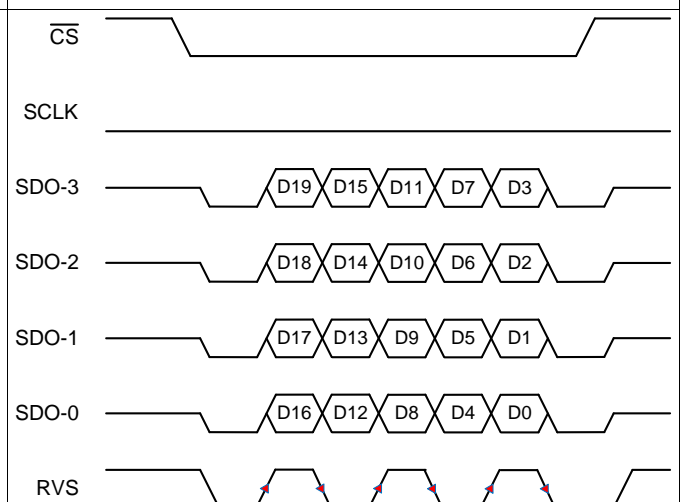 CS
SCLK
SDO-3 D19 D15 D11 D7 D3
SDO-2 D18 D14 D10 D6 D2
SDO-1 D17 D13 D9 D5 D1
SDO-0 D16 D12 D8 D4 D0
RVS